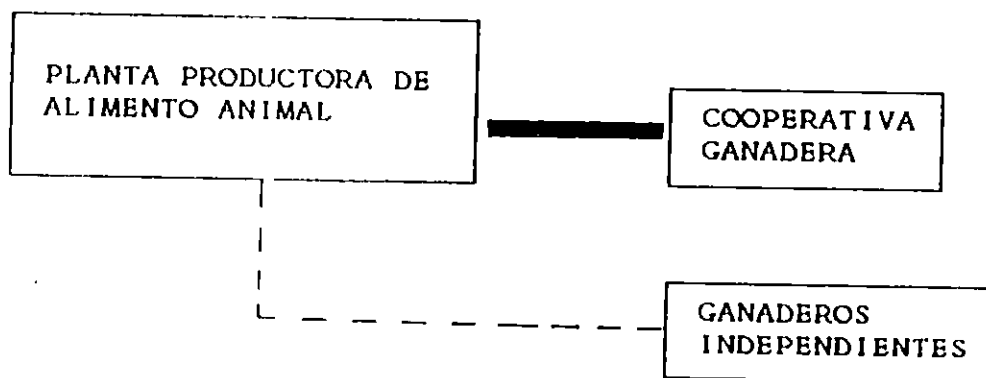 PLANTA PRODUCTORA DE
ALIMENTO ANIMAL
COOPERATIVA
GANADERA
GANADEROS
INDEPENDIENTES